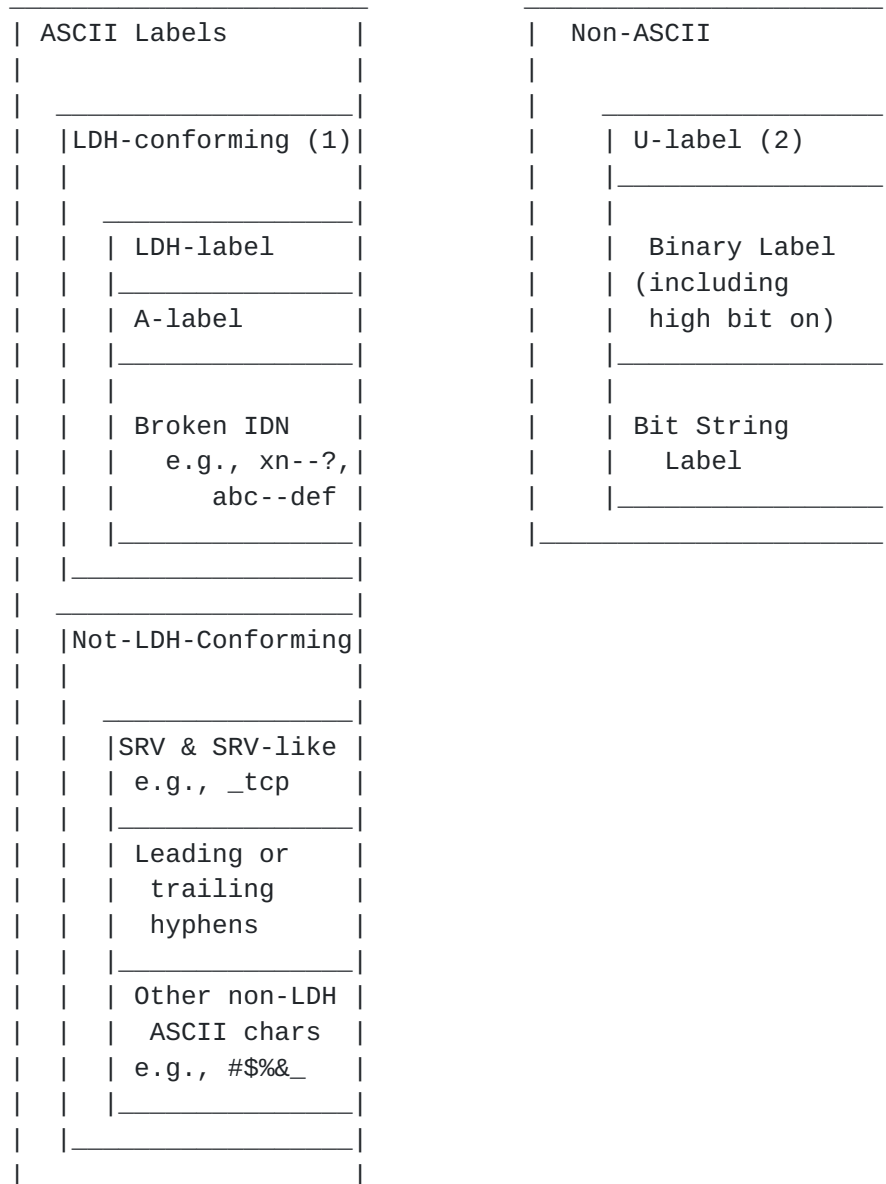 ASCII Labels
LDH-conforming (1)
LDH-label
A-label
Broken IDN
e.g., xn--?,
abc--def
Not-LDH-Conforming
SRV & SRV-like
e.g., _tcp
Leading or
trailing
hyphens
Other non-LDH
ASCII chars
e.g., #$%&_
Non-ASCII
U-label (2)
Binary Label
(including
high bit on)
Bit String
Label